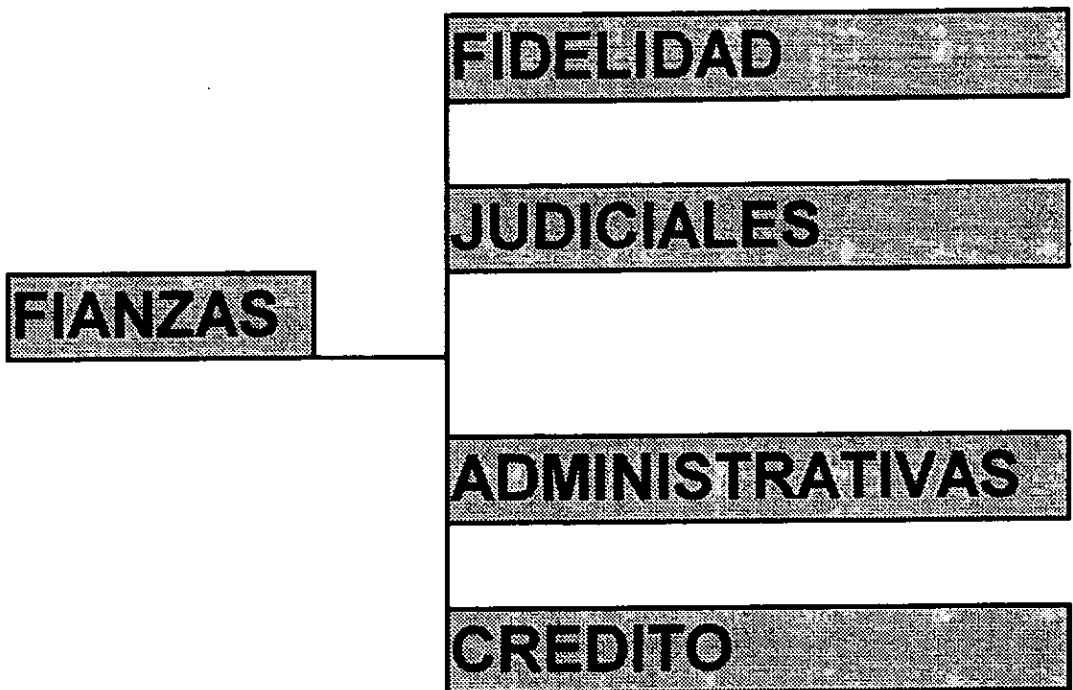 FIDELIDAD
JUDICIALES
FIANZAS
ADMINISTRATIVAS
CREDITO